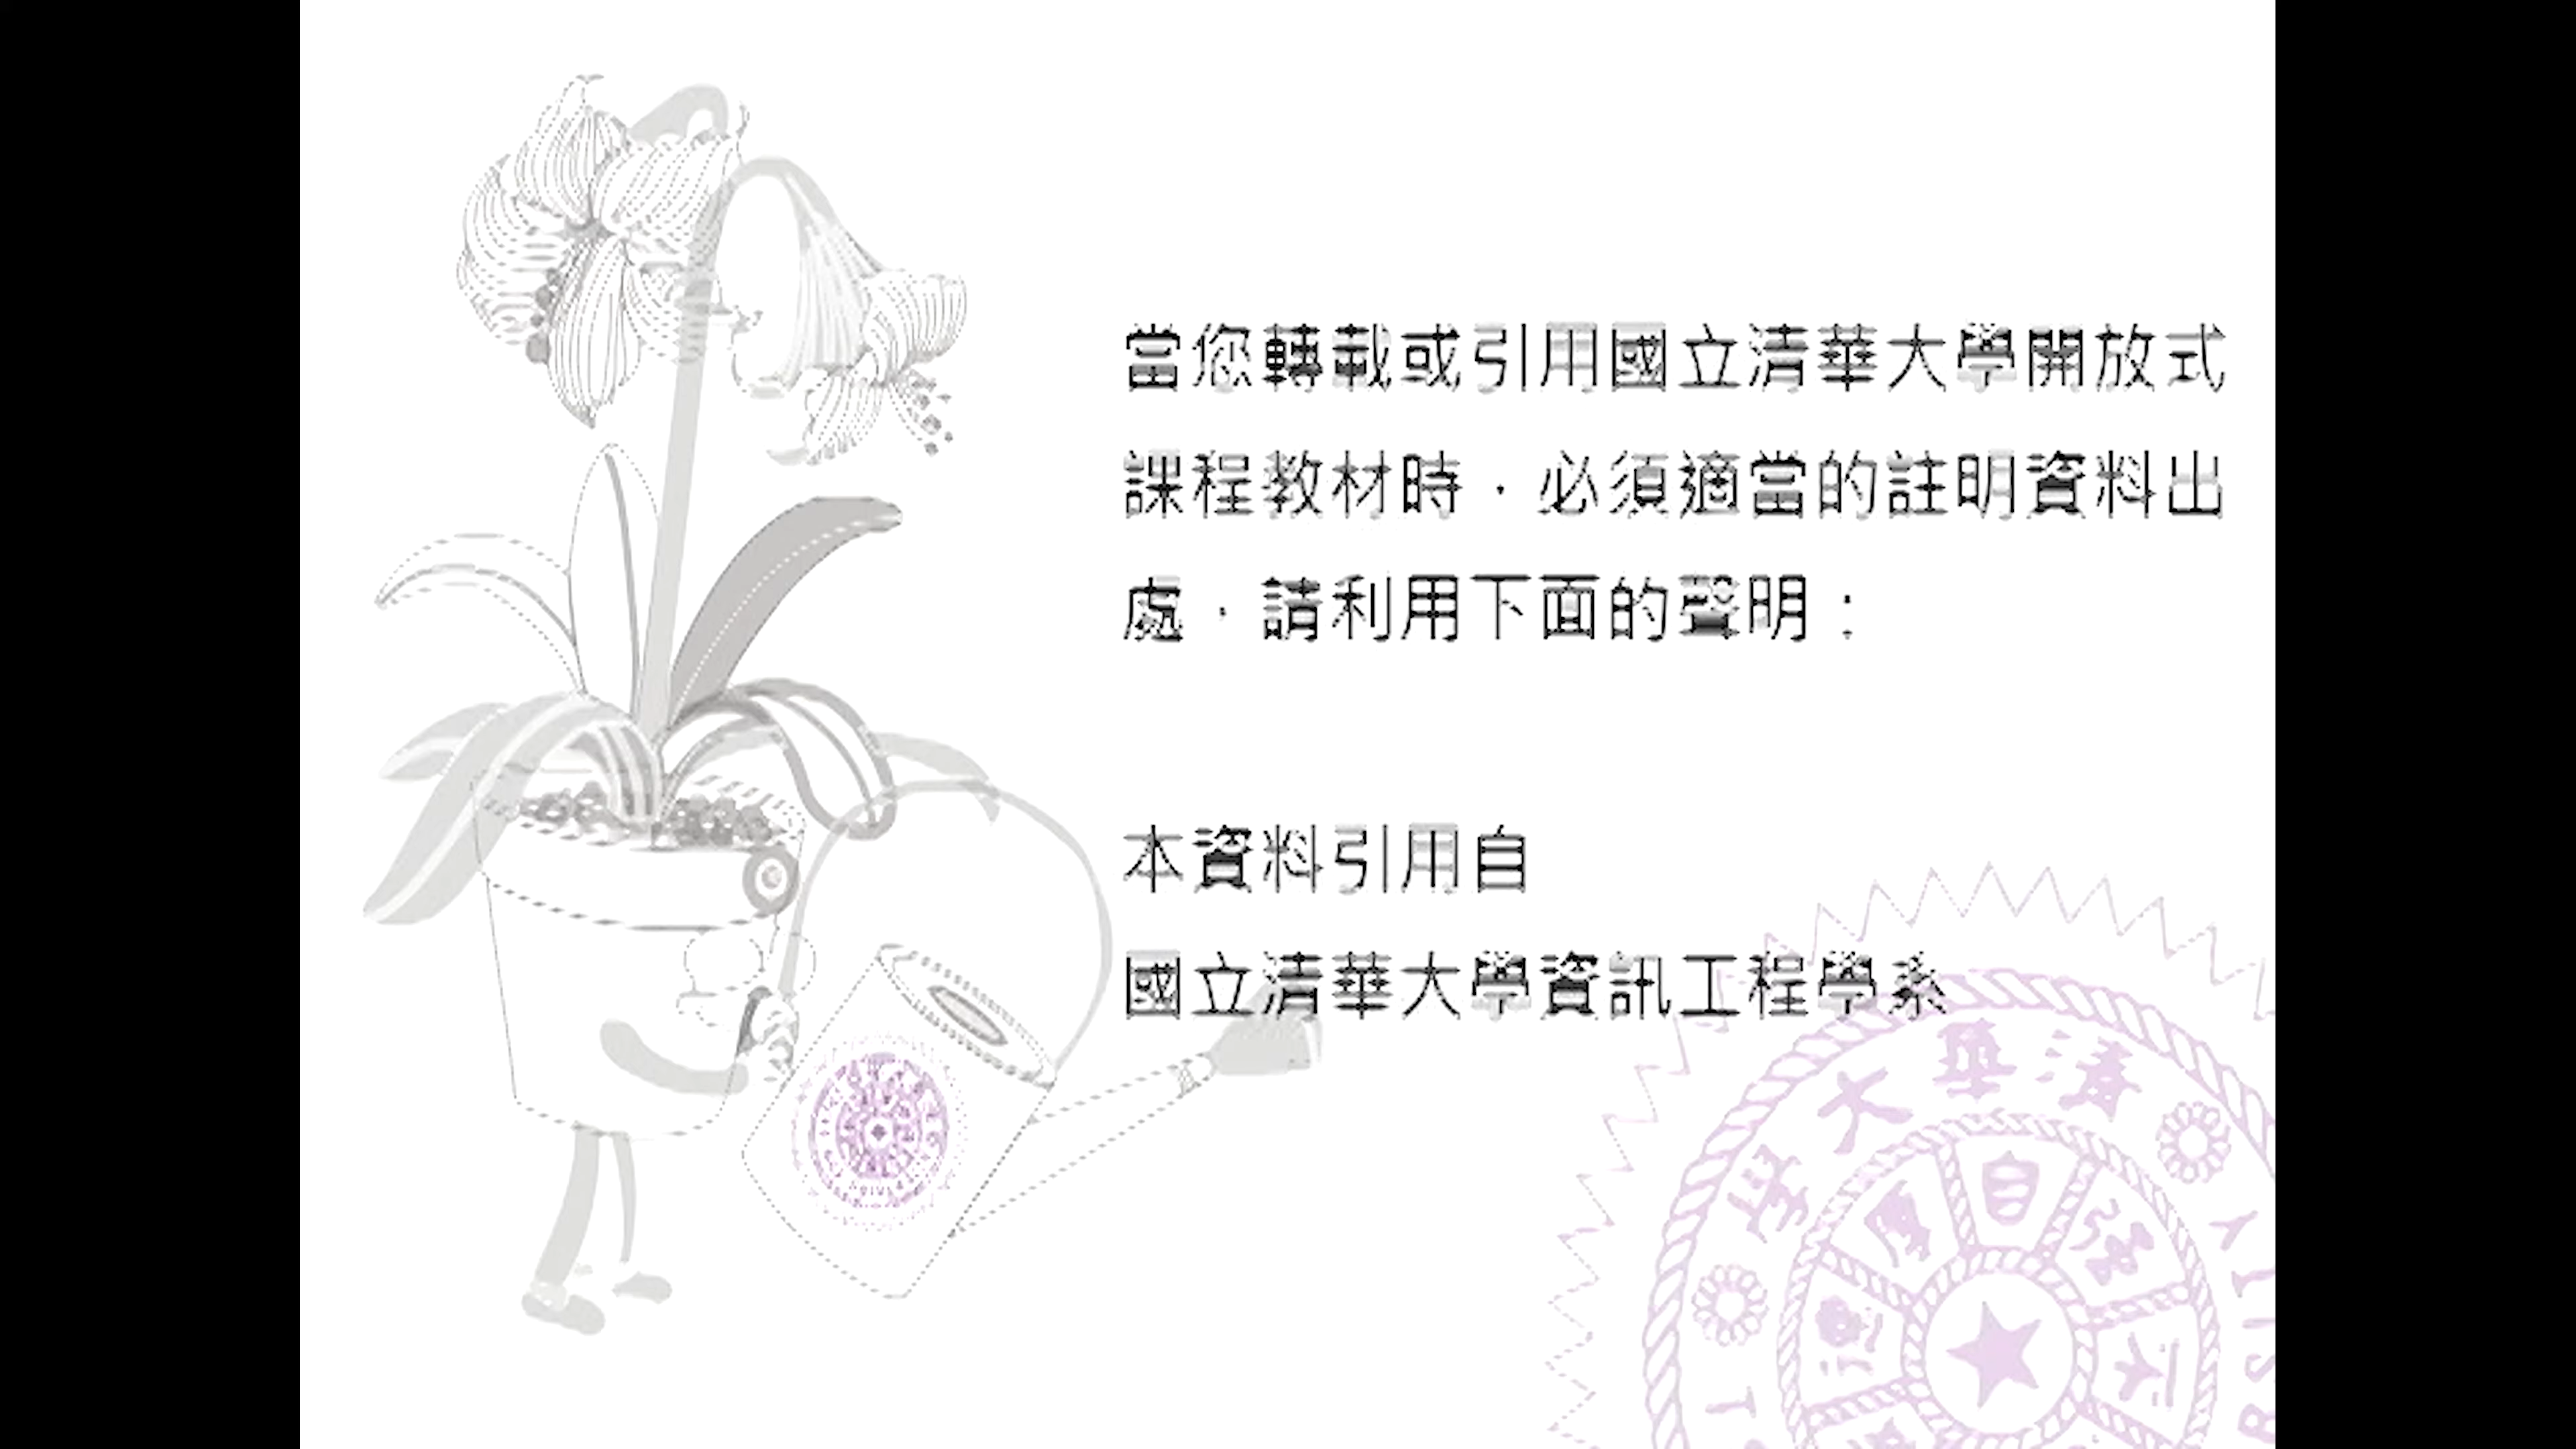 當您轉載或引用國立清華大學開放式
課程教材時，必須適當的註明資料出
處，請利用下面的聲明：
本資料引用自
國立清華大學資訊工程學系